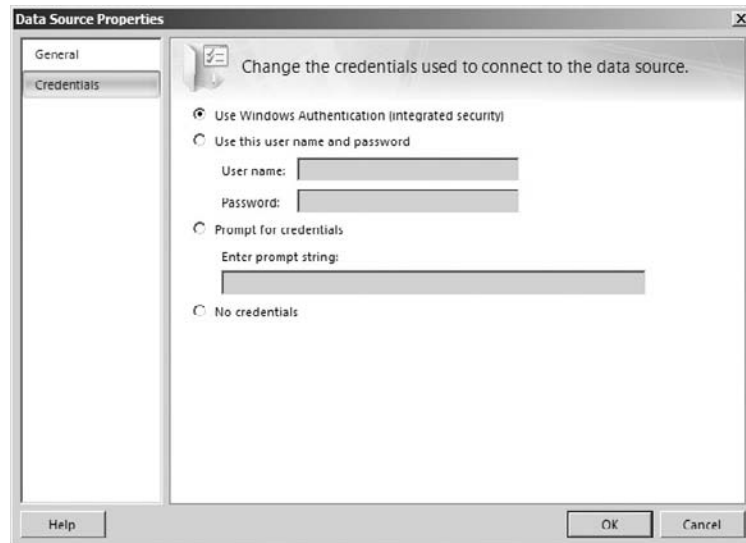 Data Source Properties
X
General
Credentials
Change the credentials used to connect to the data source.
Use Windows Authentication (integrated security)
Use this user name and password
User name:
Password:
Prompt for credentials
Enter prompt string:
No credentials
Help
OK
Cancel